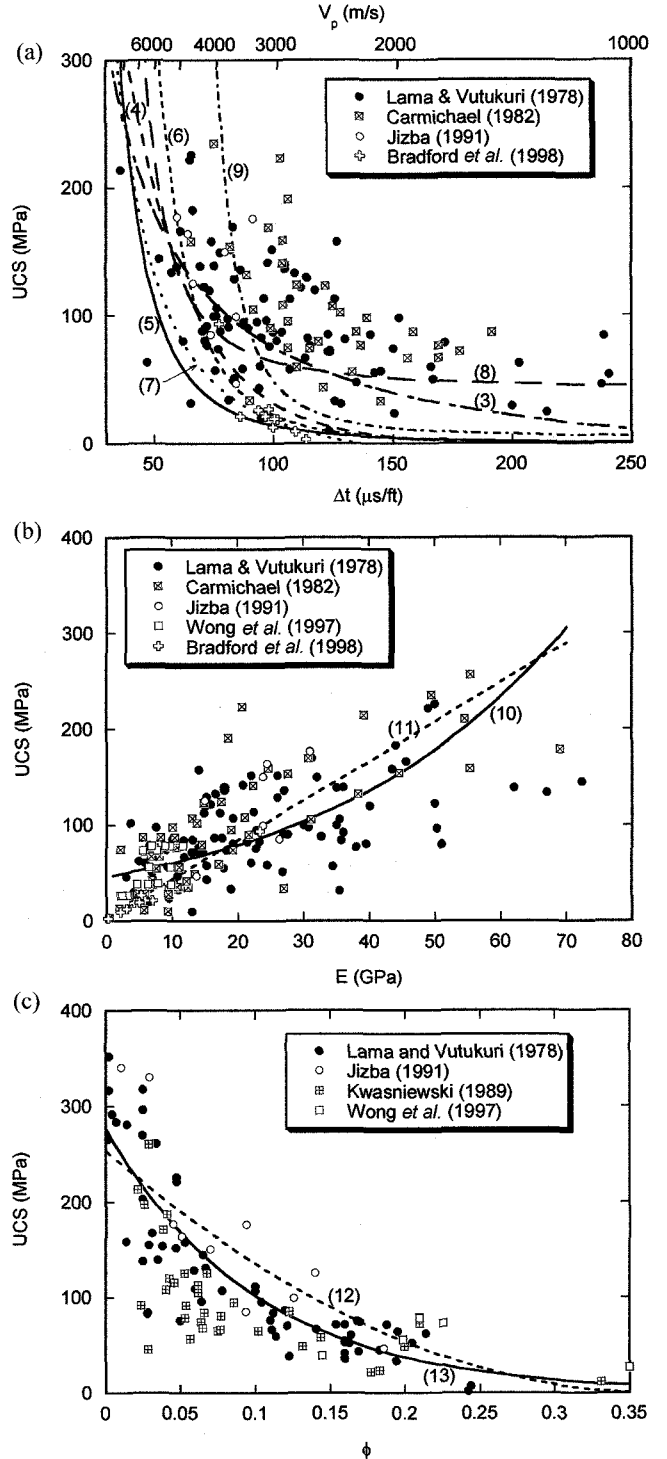 (a)
Vp (m/s)
6000 5000 4000 3000 2000 1000
300
200
100
0
UCS (MPa)
(4)
(6)
(9)
(5)
(7)
(8)
(3)
Lama & Vutukuri (1978)
Carmichael (1982)
Jizba (1991)
Bradford et al. (1998)
50 100 150 200 250
Δt (μs/ft)
(b)
400
300
200
100
0
UCS (MPa)
Lama & Vutukuri (1978)
Carmichael (1982)
Jizba (1991)
Wong et al. (1997)
Bradford et al. (1998)
(11)
(10)
0 10 20 30 40 50 60 70 80
E (GPa)
(c)
400
300
200
100
0
UCS (MPa)
Lama and Vutukuri (1978)
Jizba (1991)
Kwasniewski (1989)
Wong et al. (1997)
(12)
(13)
0 0.05 0.1 0.15 0.2 0.25 0.3 0.35
ϕ